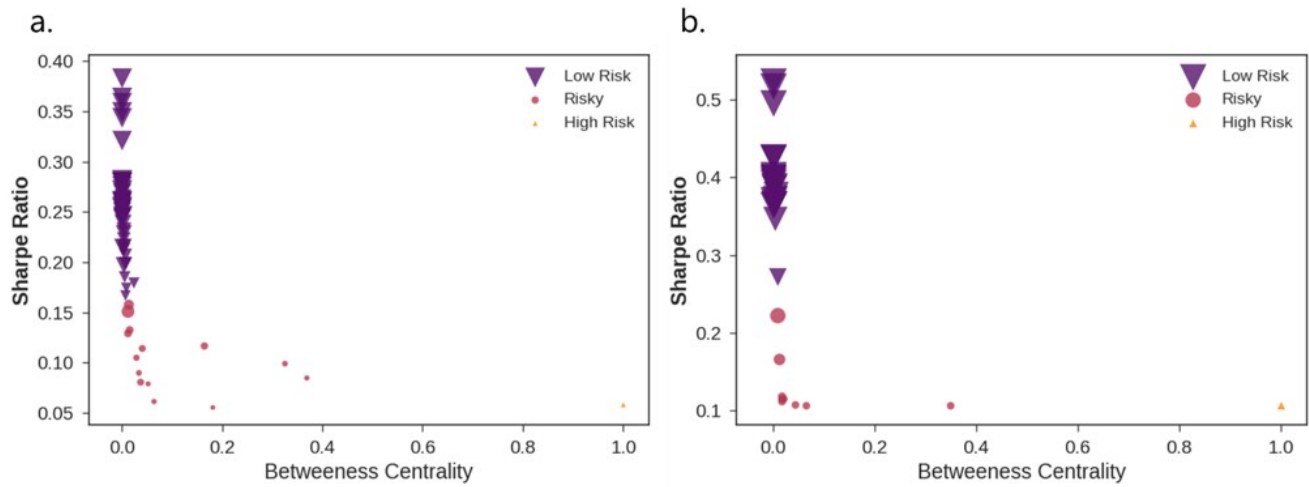 a.
0.40
0.35
0.30
0.25
0.20
0.15
0.10
0.05
Sharpe Ratio
Low Risk
Risky
High Risk
0.0 0.2 0.4 0.6 0.8 1.0
Betweeness Centrality
b.
0.5
0.4
0.3
0.2
0.1
Sharpe Ratio
Low Risk
Risky
High Risk
0.0 0.2 0.4 0.6 0.8 1.0
Betweeness Centrality